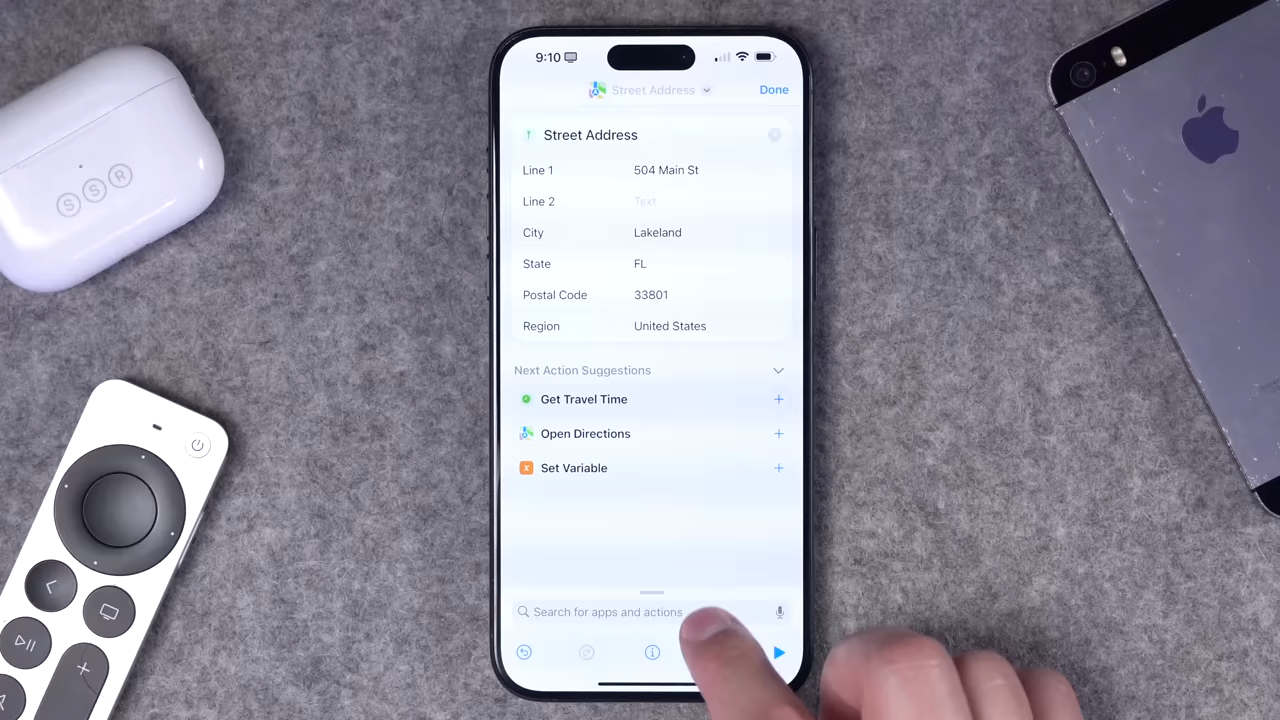 9:10
Street Address
Done
Street Address
Line 1 504 Main St
Line 2 Text
City Lakeland
State FL
Postal Code 33801
Region United States
Next Action Suggestions
Get Travel Time
Open Directions
x Set Variable
Search for apps and actions
S S R